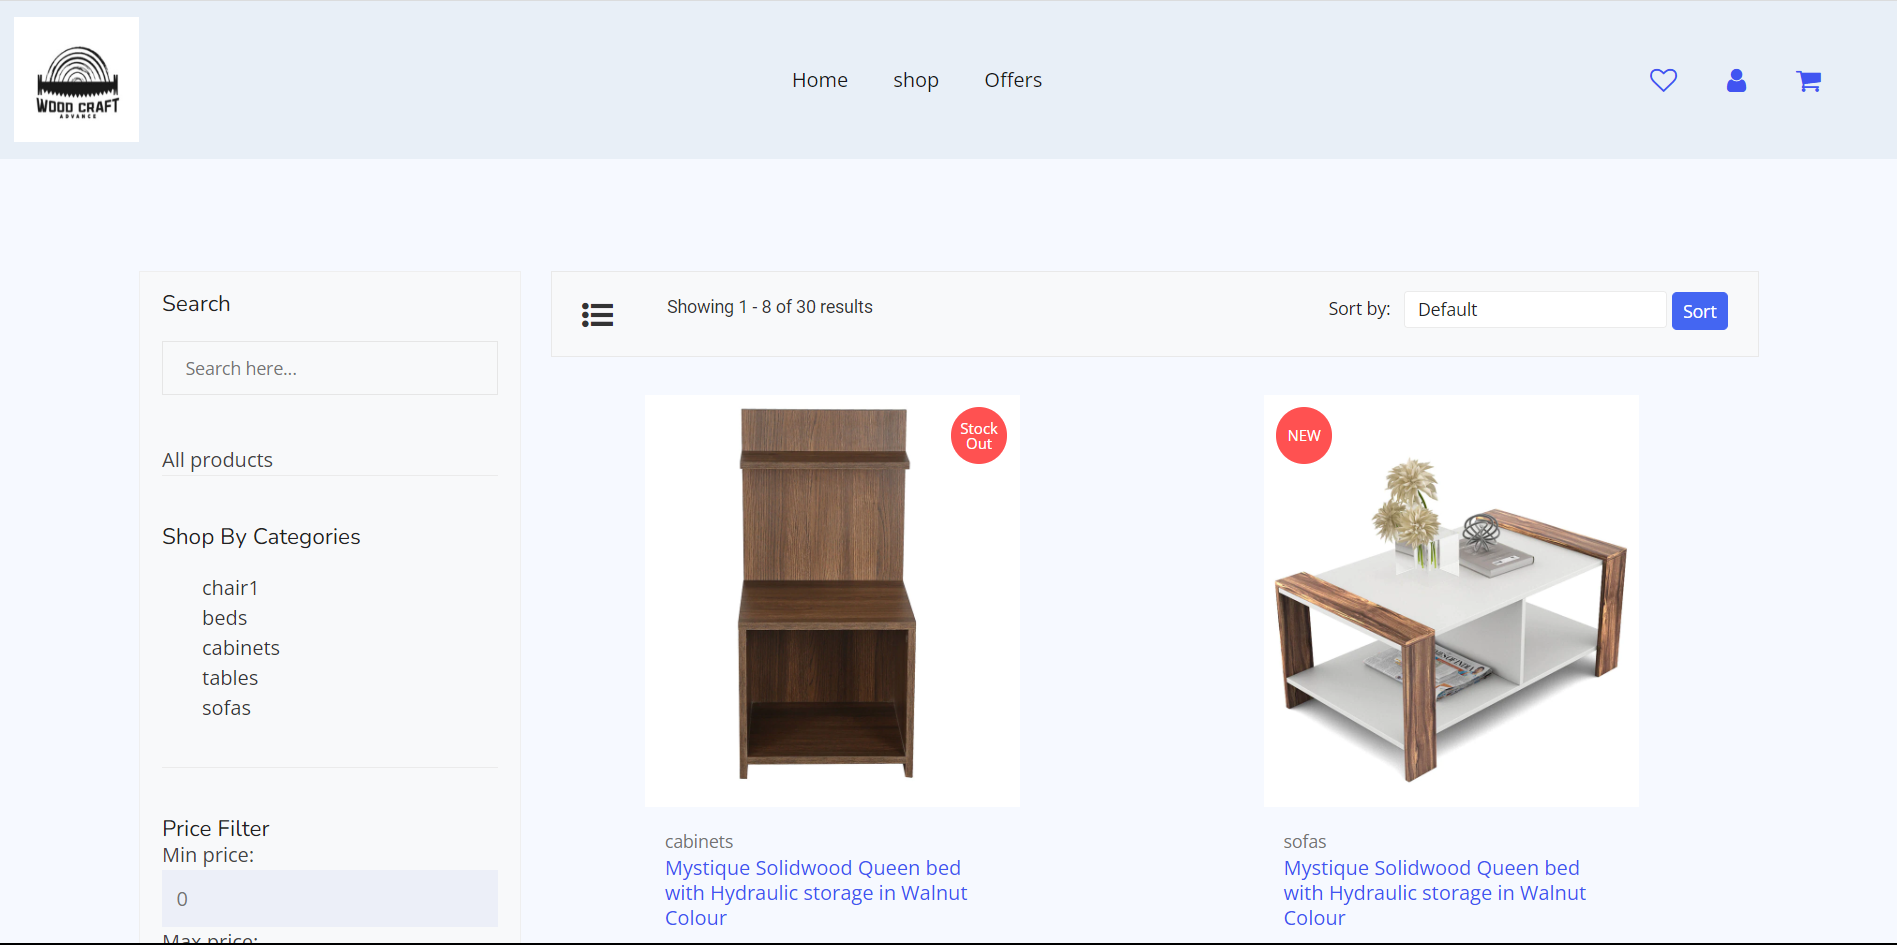 WOOD CRAFT
ADVANCE
Home
shop
Offers
Search
Search here...
All products
Shop By Categories
chair1
beds
cabinets
tables
sofas
Price Filter
Min price:
0
Max price:
Showing 1 - 8 of 30 results
Sort by:
Default
Sort
Stock
Out
cabinets
Mystique Solidwood Queen bed
with Hydraulic storage in Walnut
Colour
NEW
sofas
Mystique Solidwood Queen bed
with Hydraulic storage in Walnut
Colour